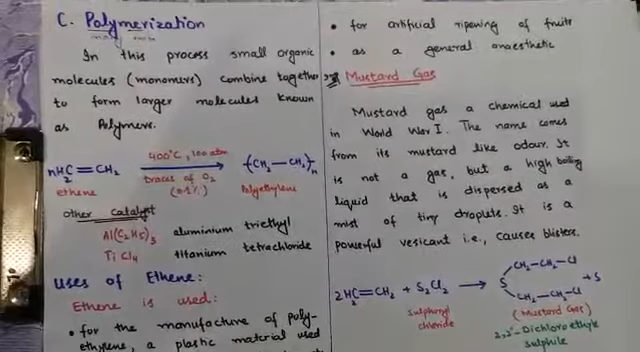 C. Polymerization
many
In this process small organic
molecules (monomers) combine together
to form larger molecules known
as Polymers.
nH₂C=CH₂ 400°C, 100 atm → (CH₂—CH₂)n
traces of O₂
(0.1%)
ethene Polyethylene
other catalyst
Al(C₂H5)₃ aluminium triethyl
TiCl₄ titanium tetrachloride
Uses of Ethene:
Ethene is used:
• for the manufacture of poly-
ethylene, a plastic material used
• for artificial ripening of fruits
• as a general anaesthetic
Mustard Gas
Mustard gas a chemical used
in World War I. The name comes
from its mustard like odour. It
is not a gas, but a high boiling
liquid that is dispersed as a
mist of tiny droplets. It is a
powerful vesicant i.e., causes blisters.
CH₂—CH₂—Cl
2H₂C=CH₂ + S₂Cl₂ → S + S
CH₂—CH₂—Cl
sulphuryl
chloride
(Mustard Gas)
2,2'-Dichloroethyle
sulphile